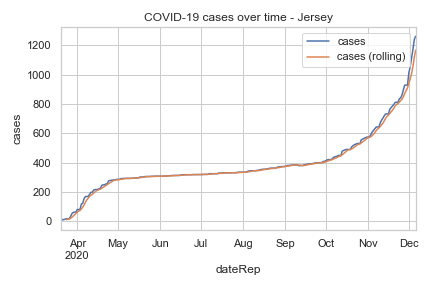 COVID-19 cases over time - Jersey
cases
cases (rolling)
1200
1000
800
600
400
200
0
cases
Apr
2020
May
Jun
Jul
Aug
Sep
Oct
Nov
Dec
dateRep